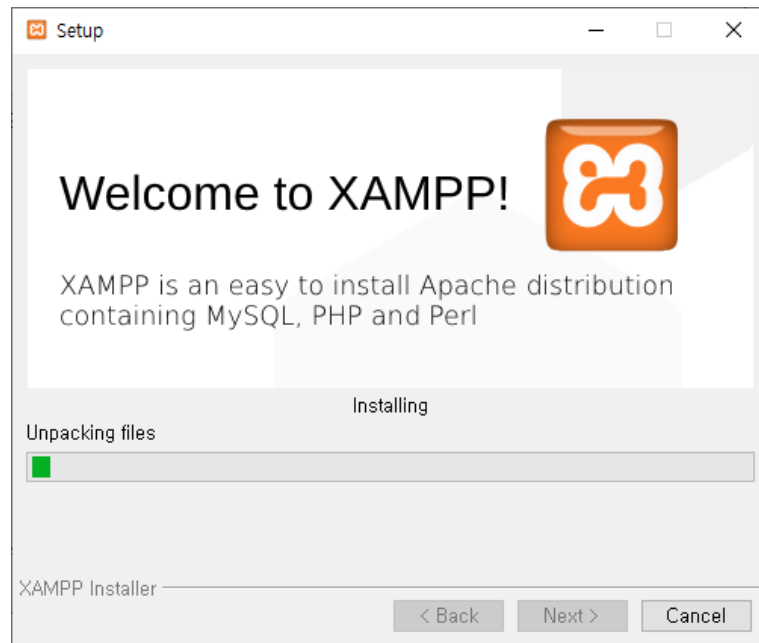 Setup
Welcome to XAMPP!
XAMPP is an easy to install Apache distribution
containing MySQL, PHP and Perl
Installing
Unpacking files
XAMPP Installer
< Back
Next >
Cancel